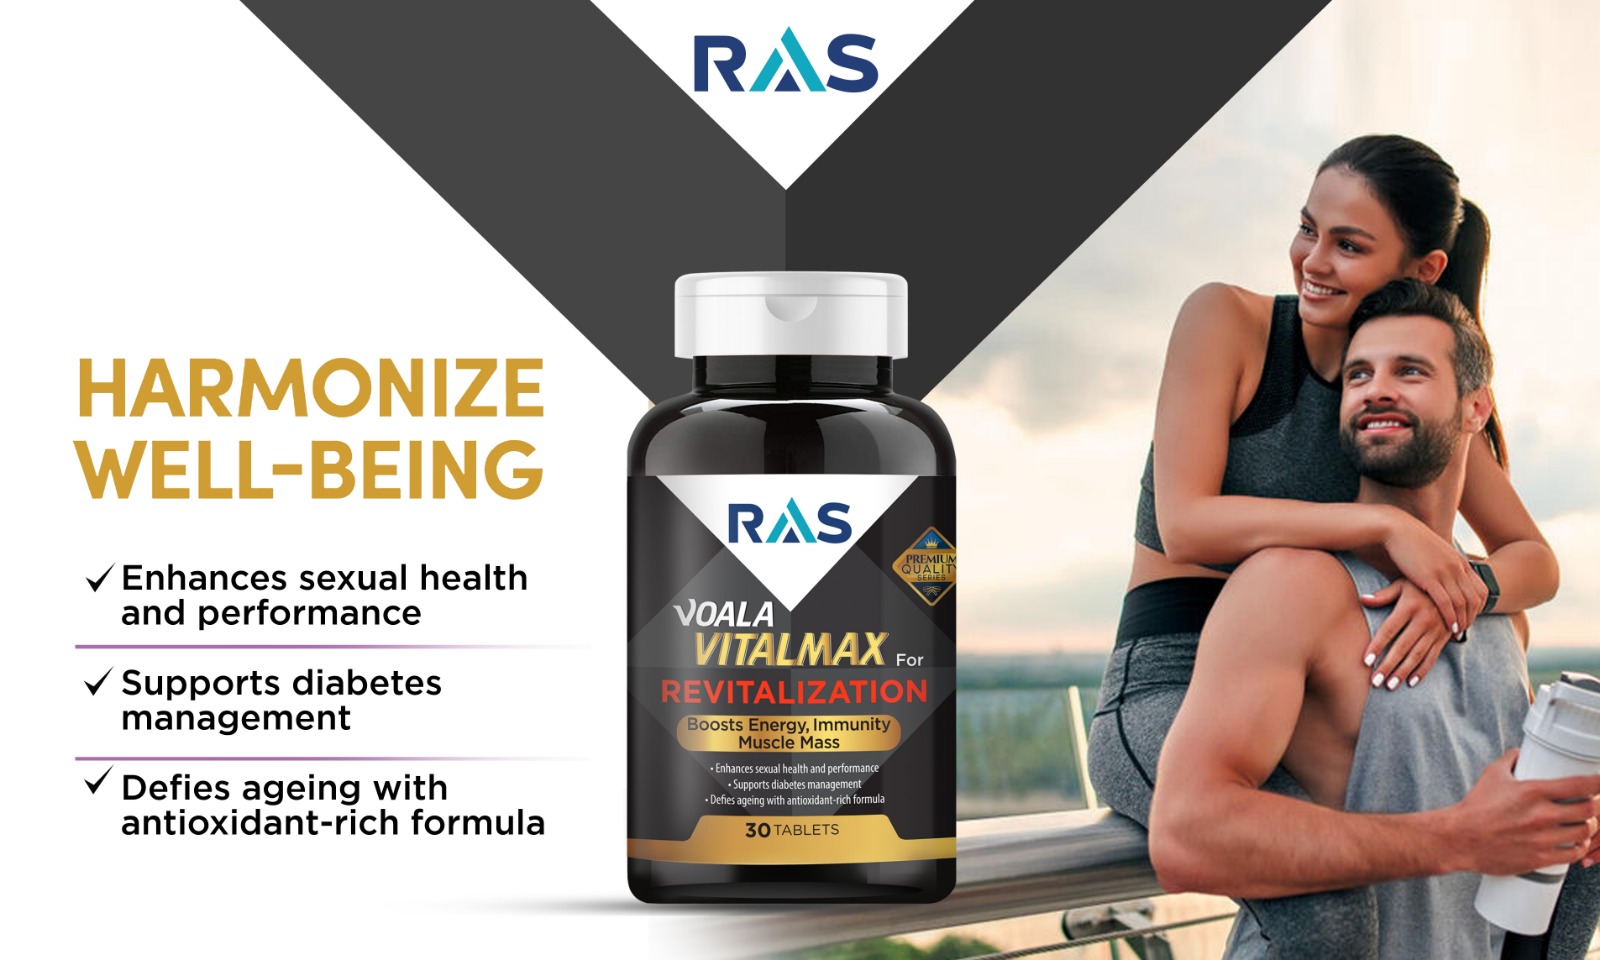 RAS
HARMONIZE
WELL-BEING
Enhances sexual health
and performance
Supports diabetes
management
Defies ageing with
antioxidant-rich formula
RAS
PREMIUM
QUALITY
SERIES
VOALA
VITALMAX For
REVITALIZATION
Boosts Energy, Immunity
Muscle Mass
• Enhances sexual health and performance
• Supports diabetes management
• Defies ageing with antioxidant-rich formula
30 TABLETS